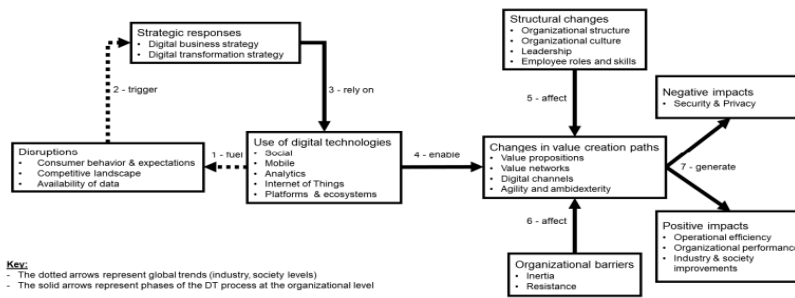 Strategic responses
• Digital business strategy
• Digital transformation strategy
Structural changes
• Organizational structure
• Organizational culture
• Leadership
• Employee roles and skills
2 - trigger
3 - rely on
5 - affect
Negative impacts
• Security & Privacy
Disruptions
• Consumer behavior & expectations
• Competitive landscape
• Availability of data
1 - fuel
Use of digital technologies
• Social
• Mobile
• Analytics
• Internet of Things
• Platforms & ecosystems
4 - enable
Changes in value creation paths
• Value propositions
• Value networks
• Digital channels
• Agility and ambidexterity
7 - generate
6 - affect
Positive impacts
• Operational efficiency
• Organizational performance
• Industry & society
improvements
Organizational barriers
• Inertia
• Resistance
Key:
- The dotted arrows represent global trends (industry, society levels)
- The solid arrows represent phases of the DT process at the organizational level